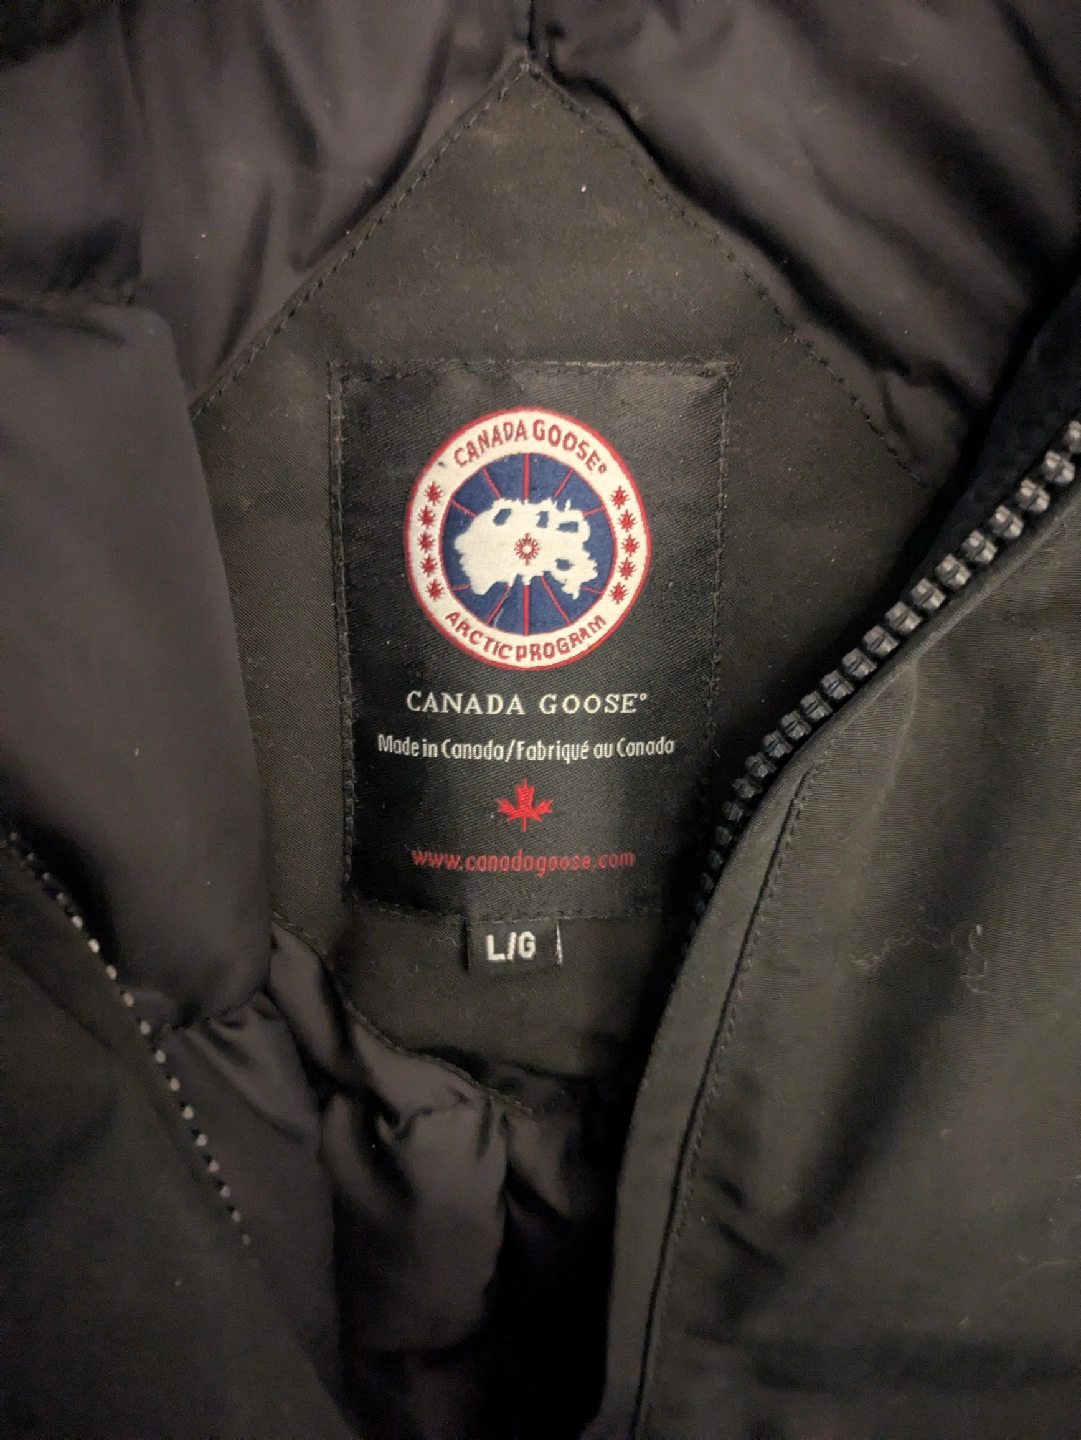 CANADA GOOSE®
ARCTIC PROGRAM
CANADA GOOSE®
Made in Canada/Fabriqué au Canada
www.canadagoose.com
L/G